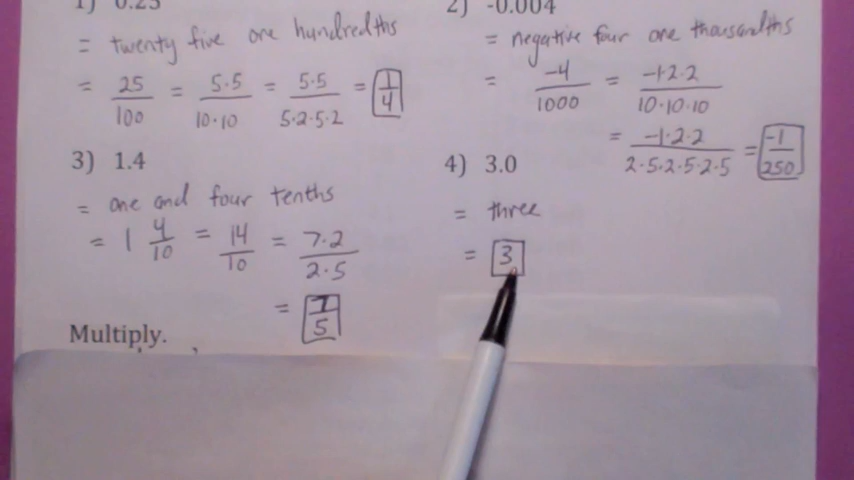 1) 0.25
= twenty five one hundredths
= 25/100 = 5·5/10·10 = 5·5/5·2·5·2 = 1/4
2) -0.004
= negative four one thousandths
= -4/1000 = -1·2·2/10·10·10
= -1·2·2/2·5·2·5·2·5 = -1/250
3) 1.4
= one and four tenths
= 1 4/10 = 14/10 = 7·2/2·5
= 7/5
4) 3.0
= three
= 3
Multiply.